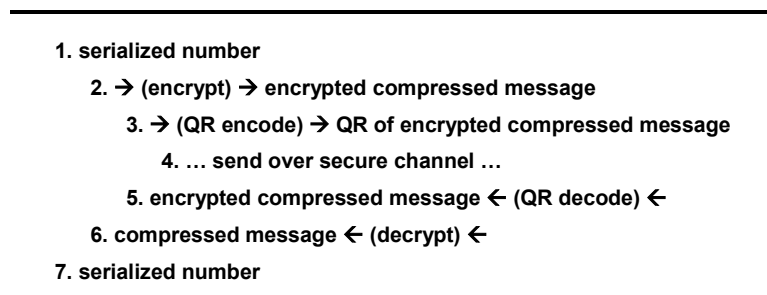 1. serialized number
2. → (encrypt) → encrypted compressed message
3. → (QR encode) → QR of encrypted compressed message
4. … send over secure channel …
5. encrypted compressed message ← (QR decode) ←
6. compressed message ← (decrypt) ←
7. serialized number